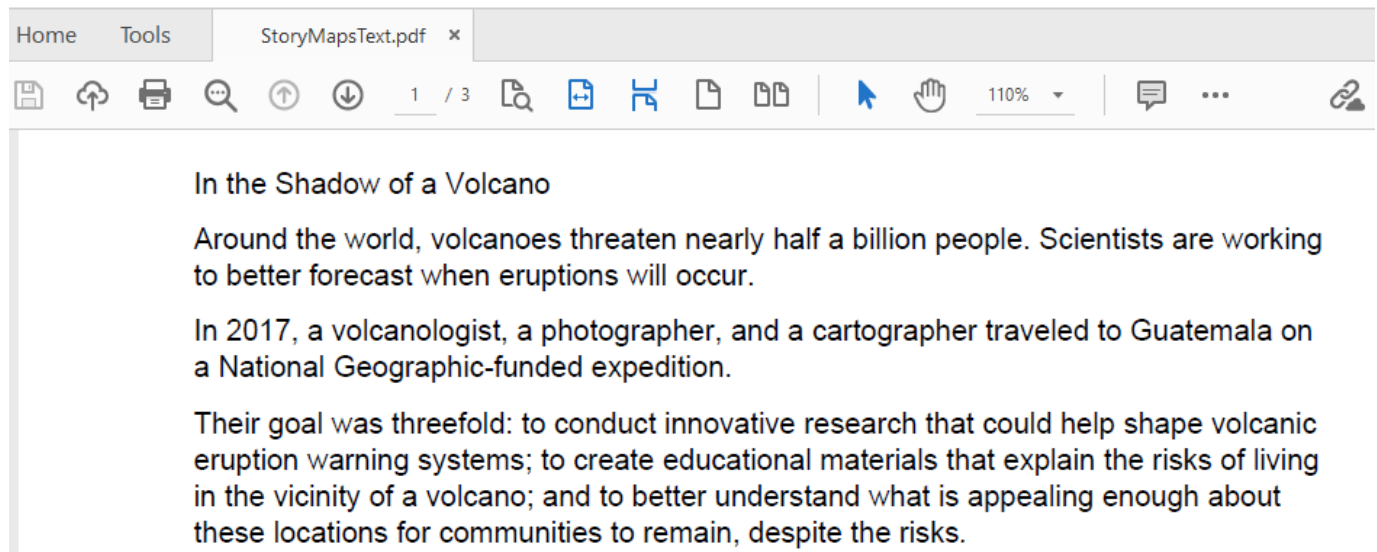 Home Tools StoryMapsText.pdf ×
1 / 3 110%
In the Shadow of a Volcano
Around the world, volcanoes threaten nearly half a billion people. Scientists are working
to better forecast when eruptions will occur.
In 2017, a volcanologist, a photographer, and a cartographer traveled to Guatemala on
a National Geographic-funded expedition.
Their goal was threefold: to conduct innovative research that could help shape volcanic
eruption warning systems; to create educational materials that explain the risks of living
in the vicinity of a volcano; and to better understand what is appealing enough about
these locations for communities to remain, despite the risks.